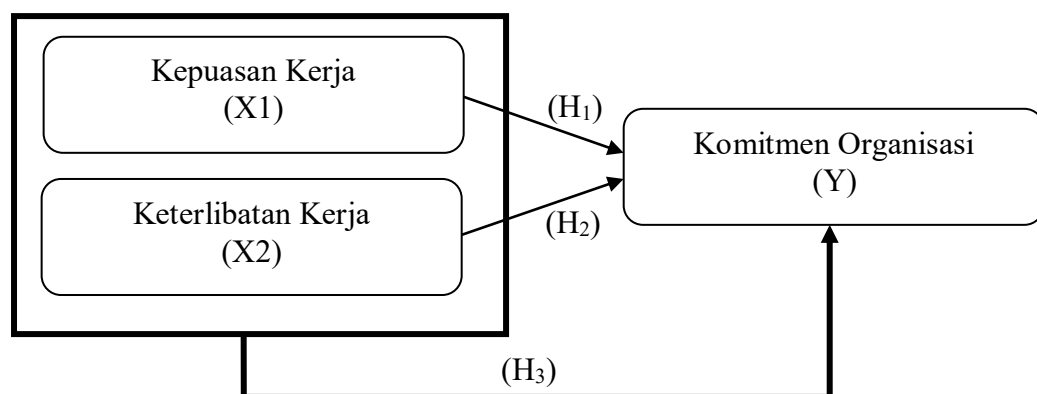 Kepuasan Kerja
(X1)
(H₁)
Komitmen Organisasi
(Y)
Keterlibatan Kerja
(X2)
(H₂)
(H₃)